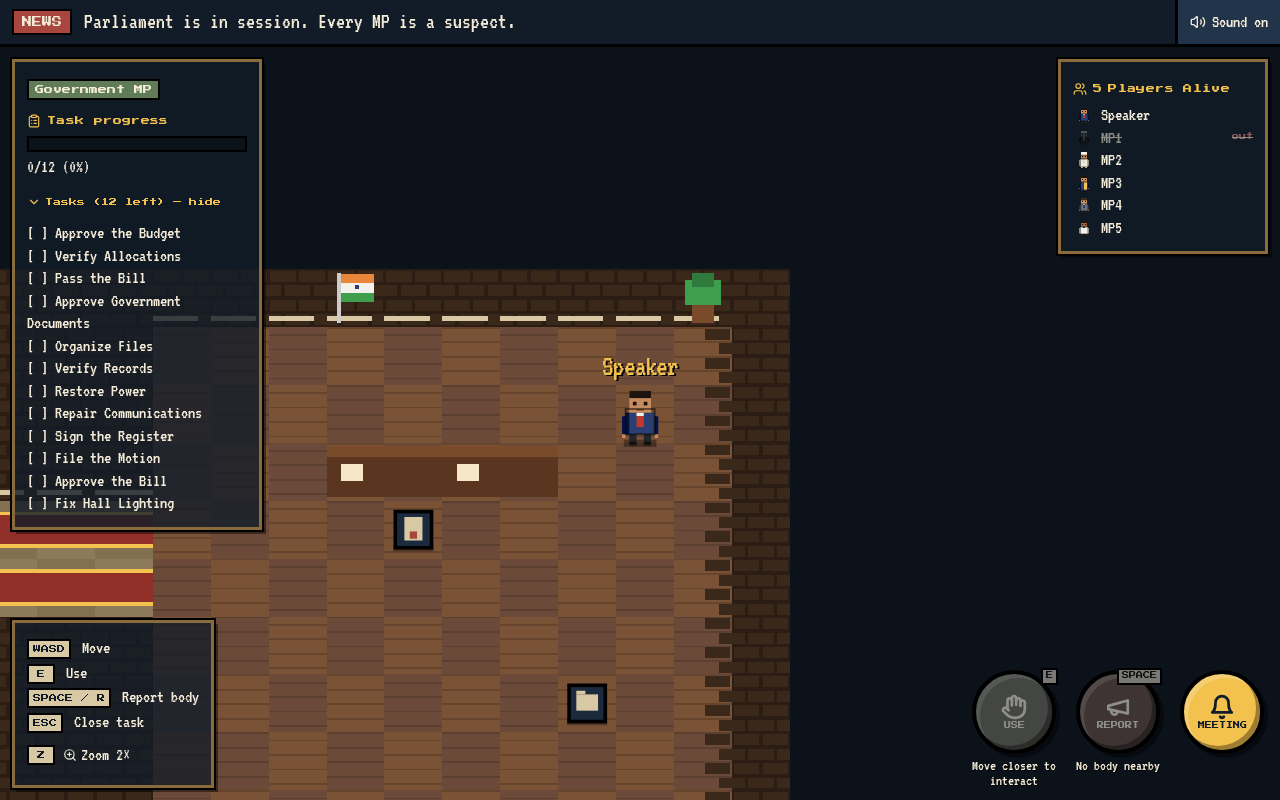 NEWS Parliament is in session. Every MP is a suspect.
Sound on
Government MP
Task progress
0/12 (0%)
Tasks (12 left) — hide
[ ] Approve the Budget
[ ] Verify Allocations
[ ] Pass the Bill
[ ] Approve Government
Documents
[ ] Organize Files
[ ] Verify Records
[ ] Restore Power
[ ] Repair Communications
[ ] Sign the Register
[ ] File the Motion
[ ] Approve the Bill
[ ] Fix Hall Lighting
5 Players Alive
Speaker
MP1 out
MP2
MP3
MP4
MP5
Speaker
WASD Move
E Use
SPACE / R Report body
ESC Close task
Z Zoom 2X
E
USE
Move closer to
interact
SPACE
REPORT
No body nearby
MEETING